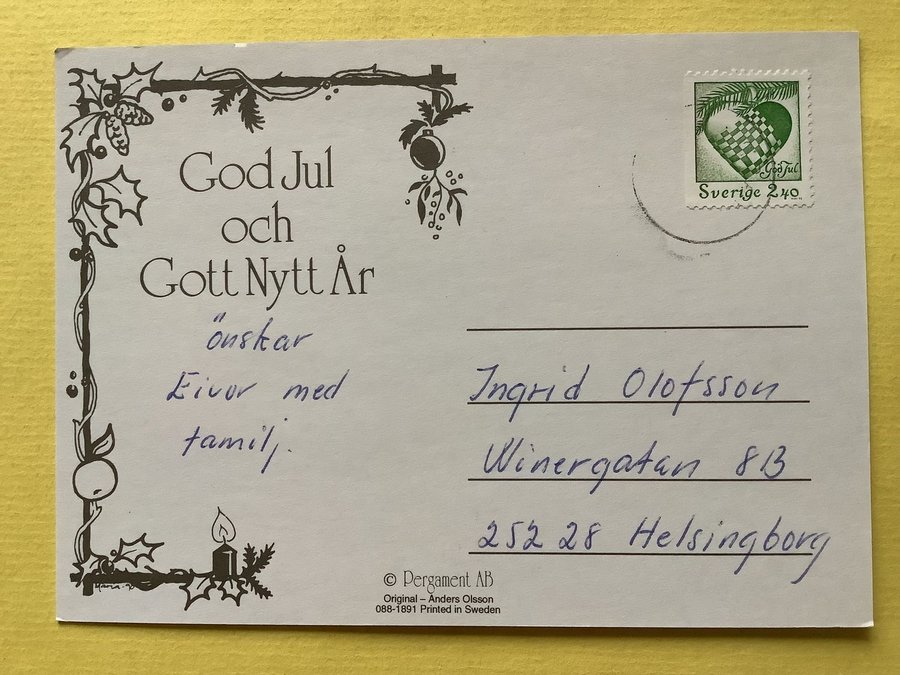 God Jul
och
Gott Nytt År
önskar
Eivor med
familj.
God Jul
Sverige 2.40
Ingrid Olofsson
Winergatan 8B
252 28 Helsingborg
© Pergament AB
Original – Anders Olsson
088-1891 Printed in Sweden